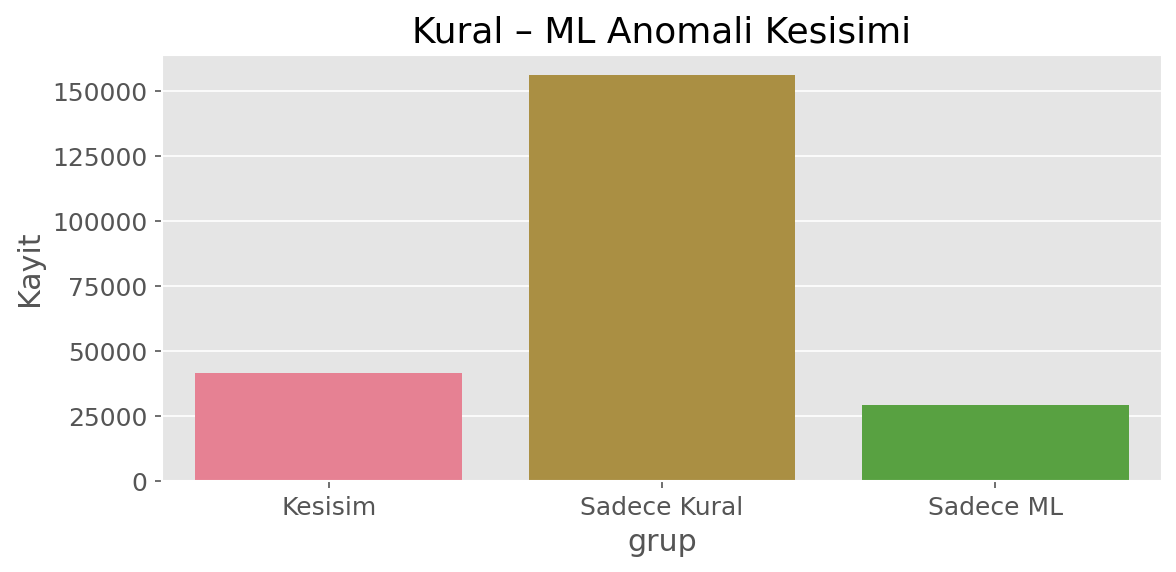 Kural – ML Anomali Kesisimi
150000
125000
100000
75000
50000
25000
0
Kayit
Kesisim
Sadece Kural
Sadece ML
grup